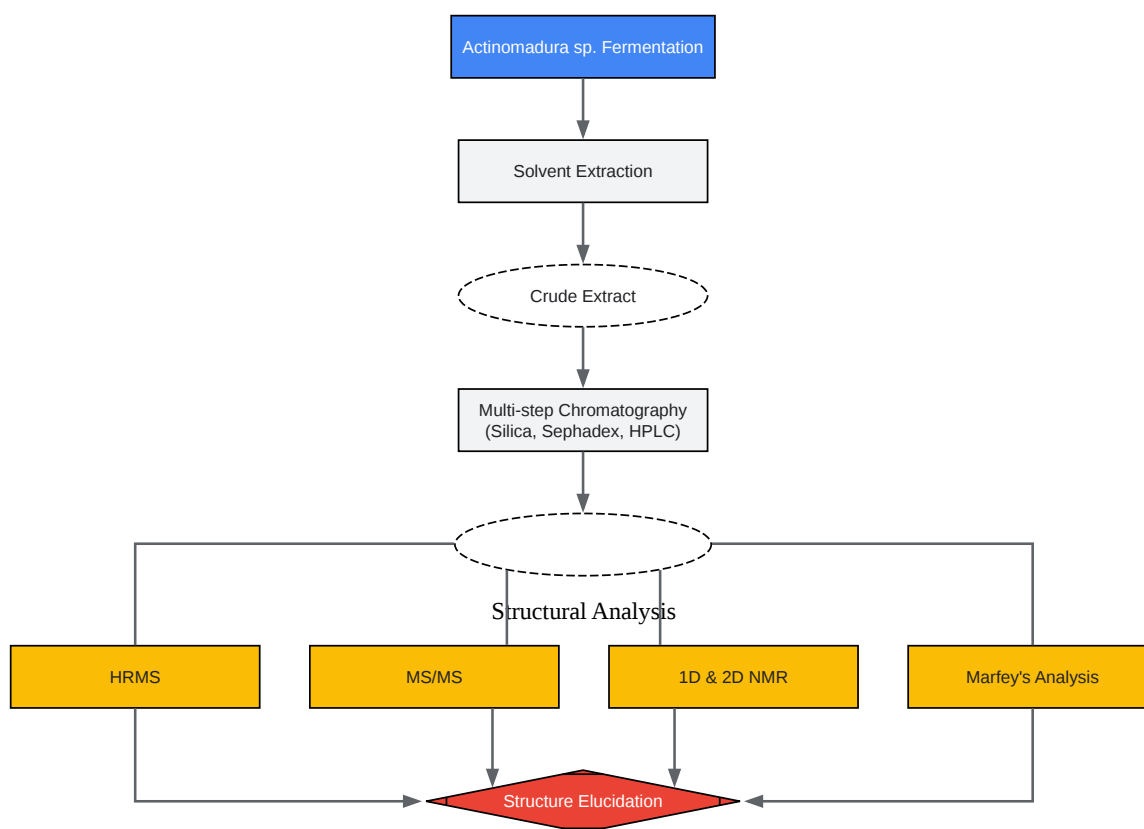 Actinomadura sp. Fermentation
Solvent Extraction
Crude Extract
Multi-step Chromatography
(Silica, Sephadex, HPLC)
Structural Analysis
HRMS
MS/MS
1D & 2D NMR
Marfey's Analysis
Structure Elucidation